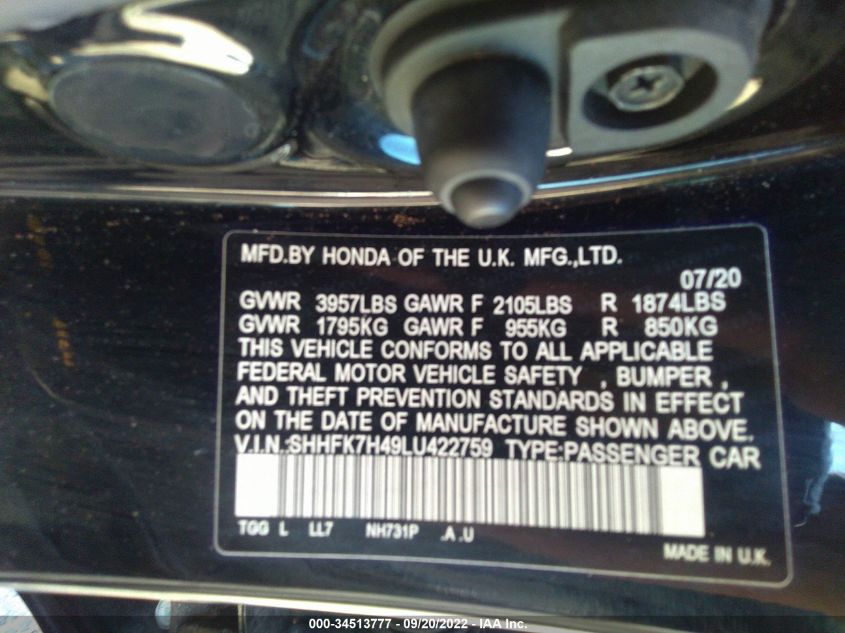 MFD.BY HONDA OF THE U.K. MFG.,LTD.
07/20
GVWR 3957LBS GAWR F 2105LBS R 1874LBS
GVWR 1795KG GAWR F 955KG R 850KG
THIS VEHICLE CONFORMS TO ALL APPLICABLE
FEDERAL MOTOR VEHICLE SAFETY , BUMPER ,
AND THEFT PREVENTION STANDARDS IN EFFECT
ON THE DATE OF MANUFACTURE SHOWN ABOVE.
V.I.N.:SHHFK7H49LU422759 TYPE:PASSENGER CAR
TGG L LL7 NH731P .A .U
MADE IN U.K.
000-34513777 - 09/20/2022 - IAA Inc.